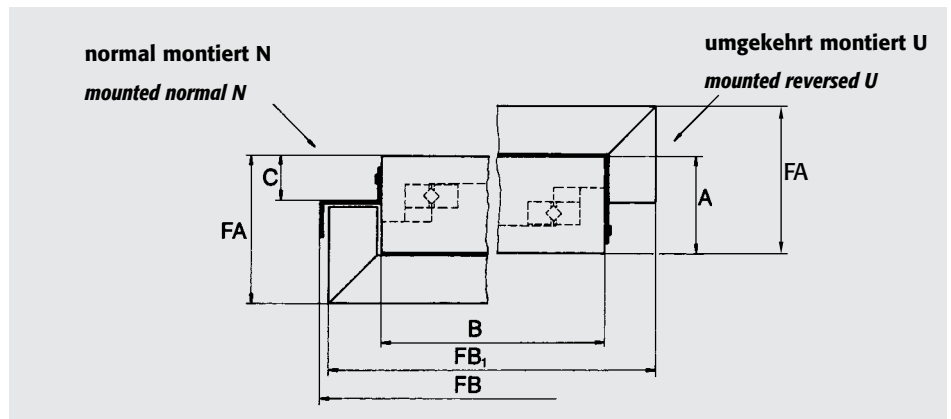 normal montiert N
mounted normal N
umgekehrt montiert U
mounted reversed U
C
FA
A
FA
B
FB₁
FB